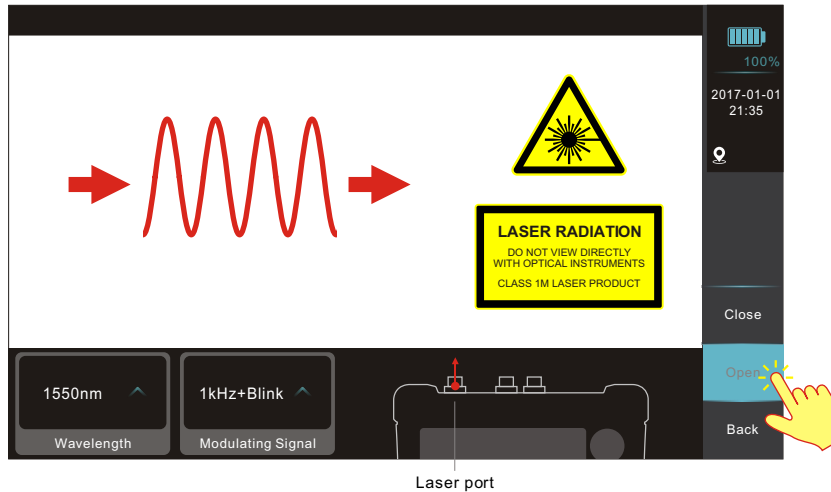 100%
2017-01-01
21:35
LASER RADIATION
DO NOT VIEW DIRECTLY
WITH OPTICAL INSTRUMENTS
CLASS 1M LASER PRODUCT
Close
Open
Back
1550nm
Wavelength
1kHz+Blink
Modulating Signal
Laser port